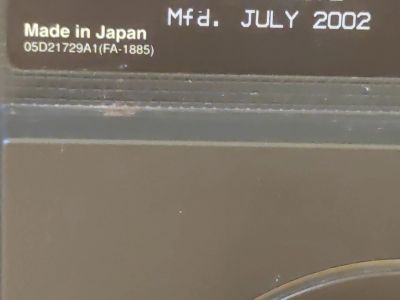 Mfd. JULY 2002
Made in Japan
05D21729A1(FA-1885)